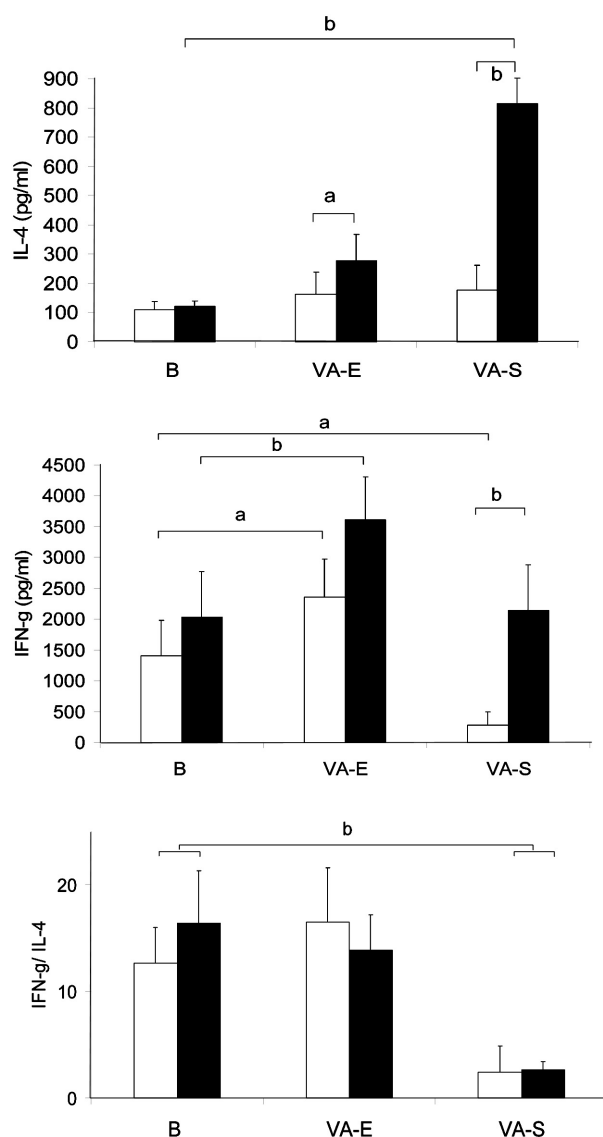 b
900
b
800
700
600
500
a
400
300
200
100
0
IL-4 (pg/ml)
B VA-E VA-S
a
b
4500
4000
b
3500
a
3000
2500
2000
1500
1000
500
0
IFN-g (pg/ml)
B VA-E VA-S
b
20
10
0
IFN-g/ IL-4
B VA-E VA-S